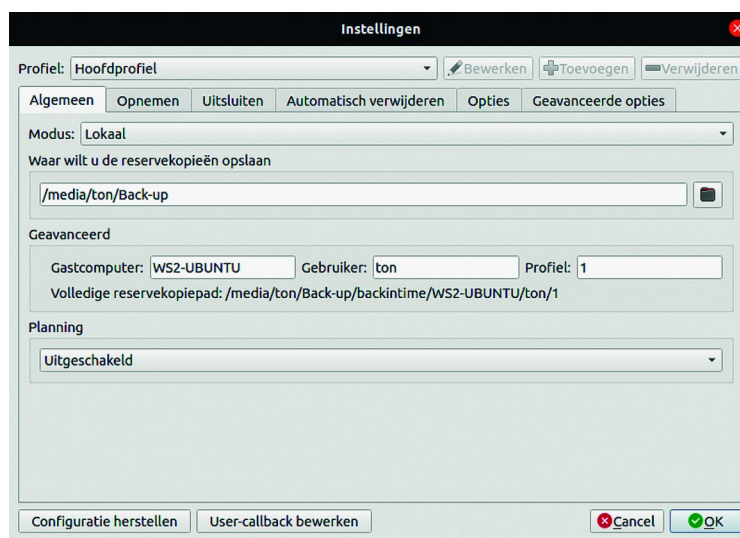 Instellingen
Profiel: Hoofdprofiel Bewerken Toevoegen Verwijderen
Algemeen Opnemen Uitsluiten Automatisch verwijderen Opties Geavanceerde opties
Modus: Lokaal
Waar wilt u de reservekopieën opslaan
/media/ton/Back-up
Geavanceerd
Gastcomputer: WS2-UBUNTU Gebruiker: ton Profiel: 1
Volledige reservekopiepad: /media/ton/Back-up/backintime/WS2-UBUNTU/ton/1
Planning
Uitgeschakeld
Configuratie herstellen User-callback bewerken Cancel OK